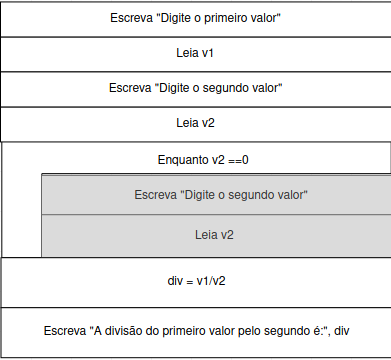 Escreva "Digite o primeiro valor"
Leia v1
Escreva "Digite o segundo valor"
Leia v2
Enquanto v2 ==0
Escreva "Digite o segundo valor"
Leia v2
div = v1/v2
Escreva "A divisão do primeiro valor pelo segundo é:", div